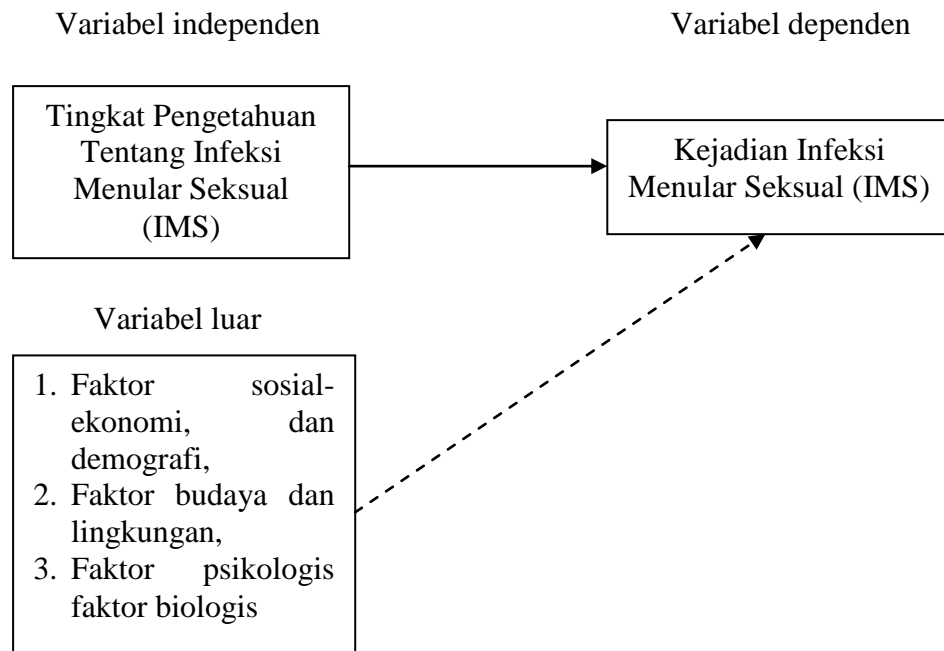 Variabel independen
Variabel dependen
Tingkat Pengetahuan
Tentang Infeksi
Menular Seksual
(IMS)
Kejadian Infeksi
Menular Seksual (IMS)
Variabel luar
1. Faktor sosial-
ekonomi, dan
demografi,
2. Faktor budaya dan
lingkungan,
3. Faktor psikologis
faktor biologis